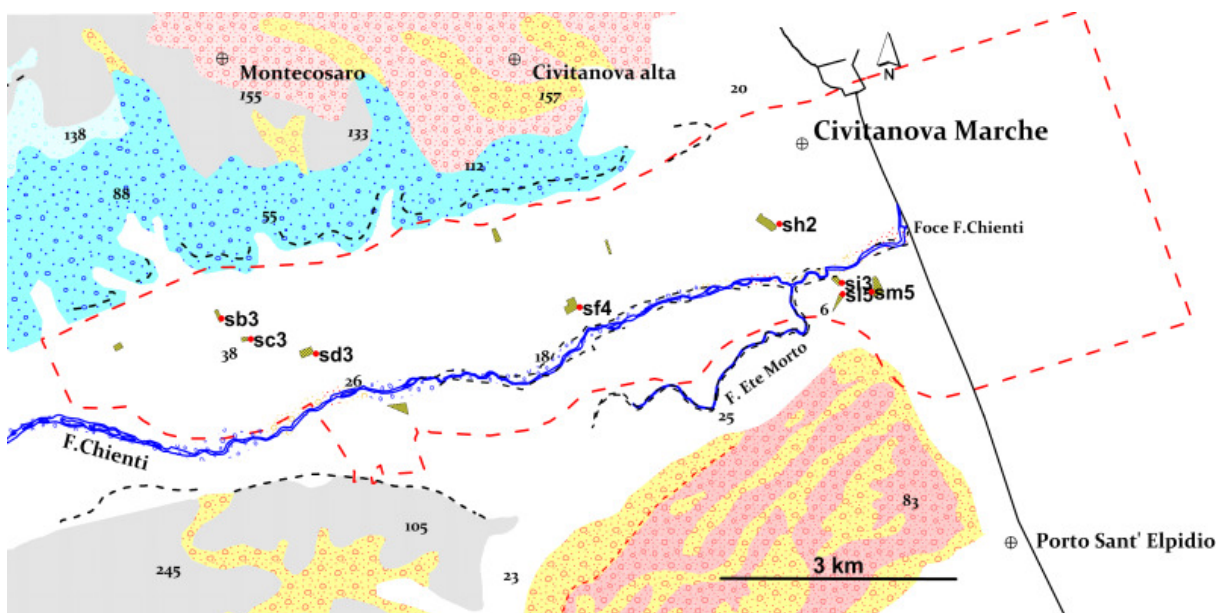 Montecosaro
155
Civitanova alta
157
20
N
138
133
Civitanova Marche
112
88
55
sh2
Foce F.Chienti
si3
sl5
sm5
6
sb3
sf4
sc3
38
sd3
18
26
F. Ete Morto
25
F.Chienti
83
105
245
23
3 km
Porto Sant' Elpidio